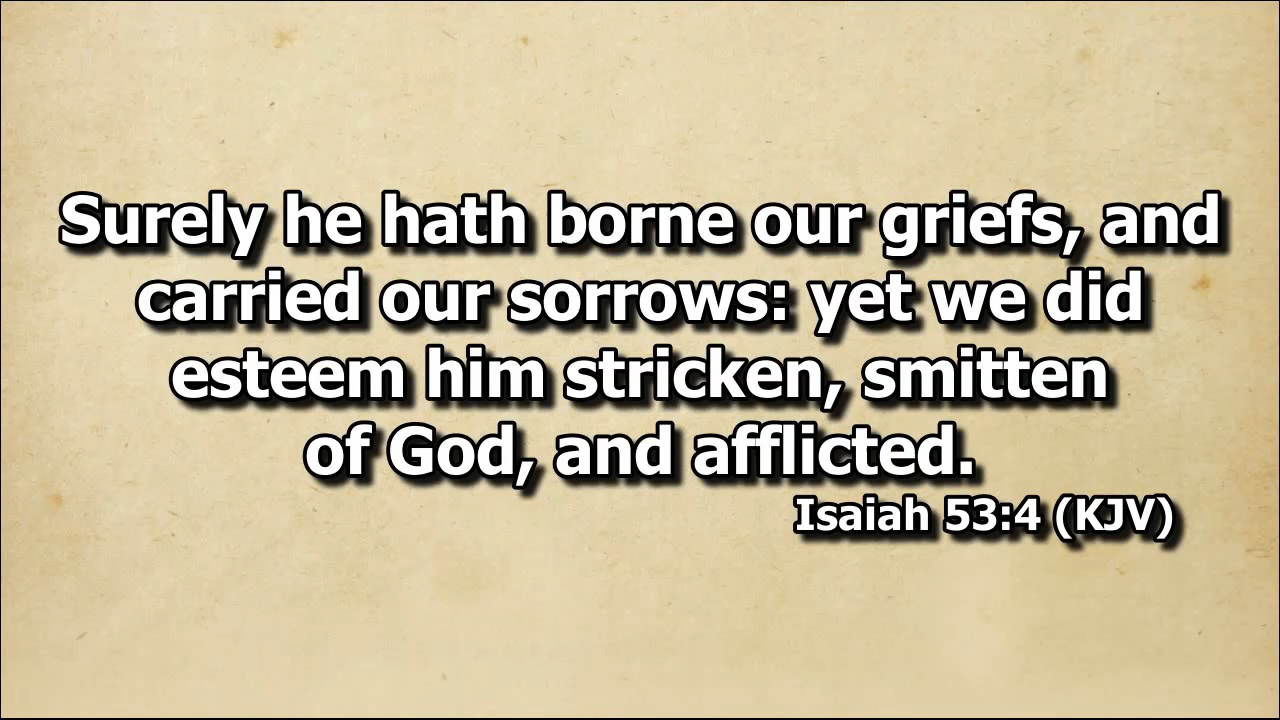 Surely he hath borne our griefs, and
carried our sorrows: yet we did
esteem him stricken, smitten
of God, and afflicted.
Isaiah 53:4 (KJV)